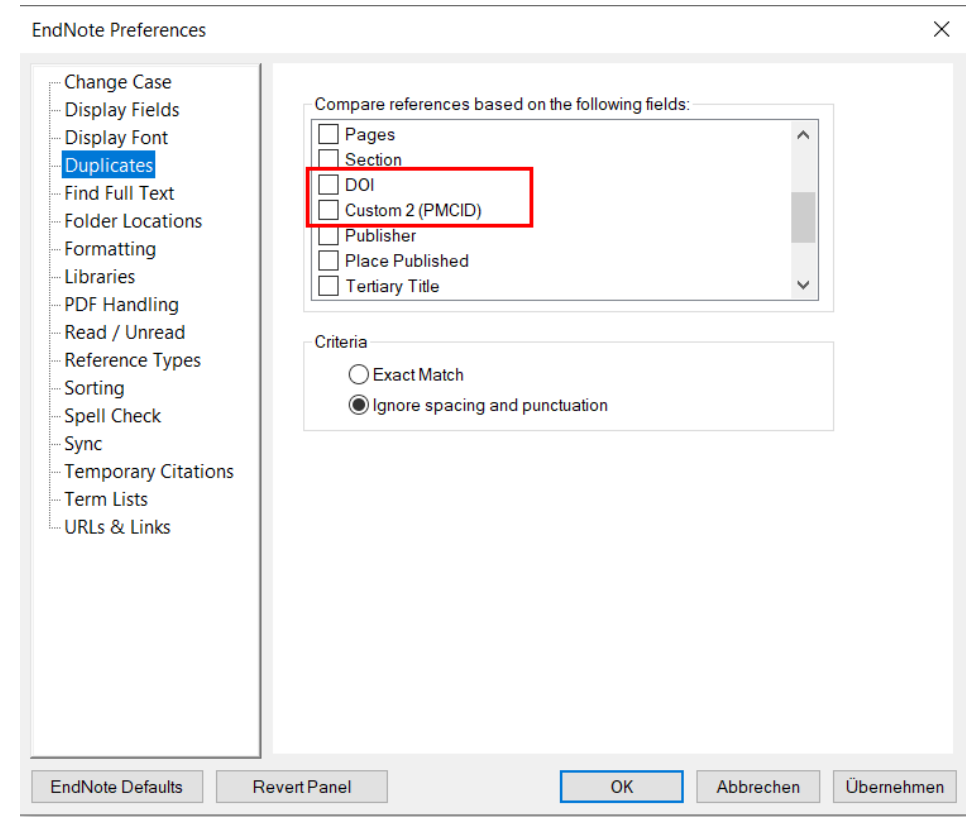 EndNote Preferences
Change Case
Display Fields
Display Font
Duplicates
Find Full Text
Folder Locations
Formatting
Libraries
PDF Handling
Read / Unread
Reference Types
Sorting
Spell Check
Sync
Temporary Citations
Term Lists
URLs & Links
Compare references based on the following fields:
Pages
Section
DOI
Custom 2 (PMCID)
Publisher
Place Published
Tertiary Title
Criteria
Exact Match
Ignore spacing and punctuation
EndNote Defaults
Revert Panel
OK
Abbrechen
Übernehmen